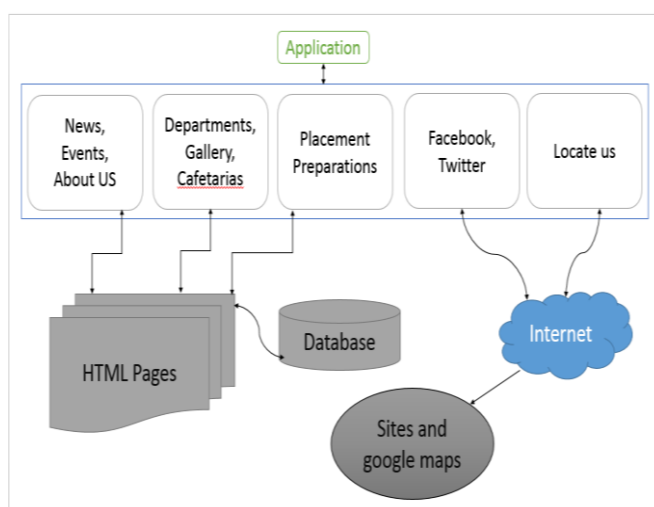 Application
News,
Events,
About US
Departments,
Gallery,
Cafetarias
Placement
Preparations
Facebook,
Twitter
Locate us
HTML Pages
Database
Internet
Sites and
google maps